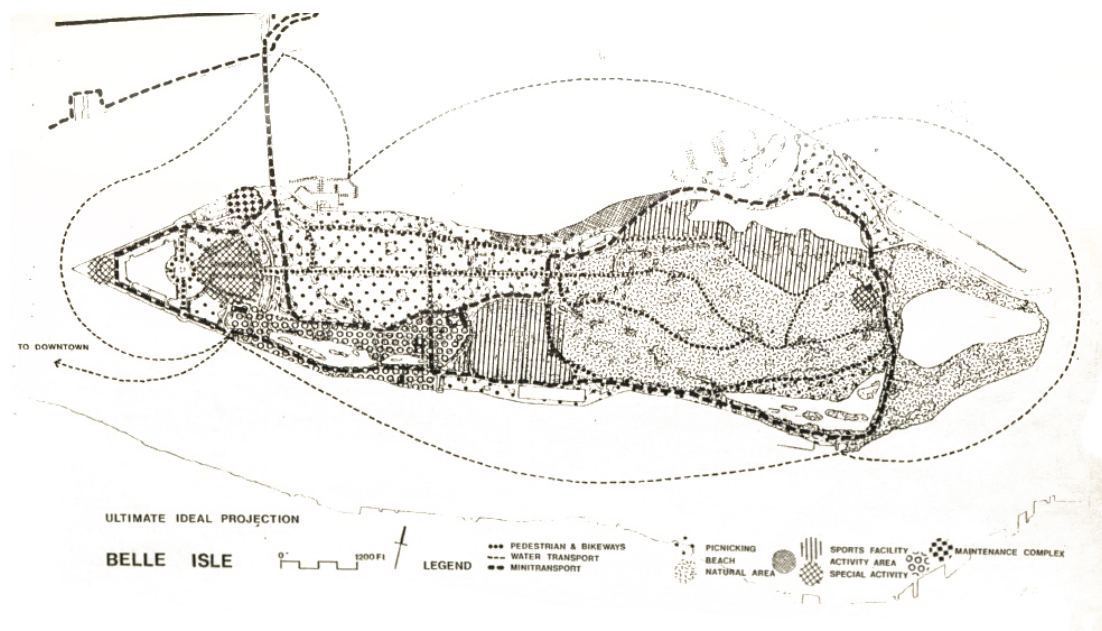 TO DOWNTOWN
ULTIMATE IDEAL PROJECTION
BELLE ISLE
0' 1200 Ft
LEGEND
PEDESTRIAN & BIKEWAYS
WATER TRANSPORT
MINITRANSPORT
PICNICKING
BEACH
NATURAL AREA
SPORTS FACILITY
ACTIVITY AREA
SPECIAL ACTIVITY
MAINTENANCE COMPLEX